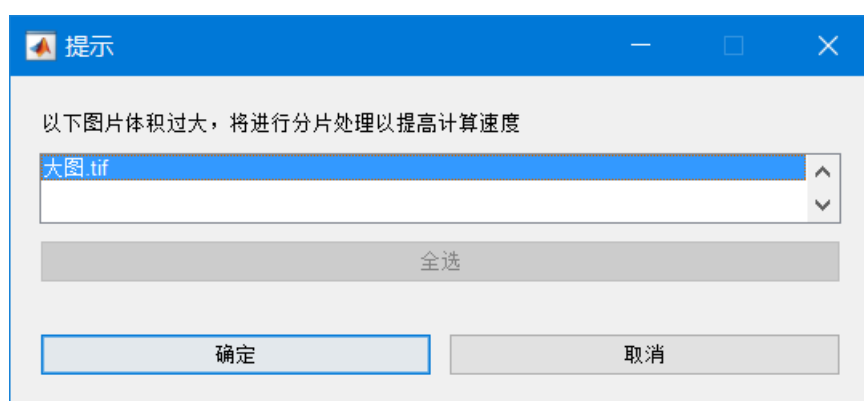 提示
以下图片体积过大，将进行分片处理以提高计算速度
大图.tif
全选
确定
取消